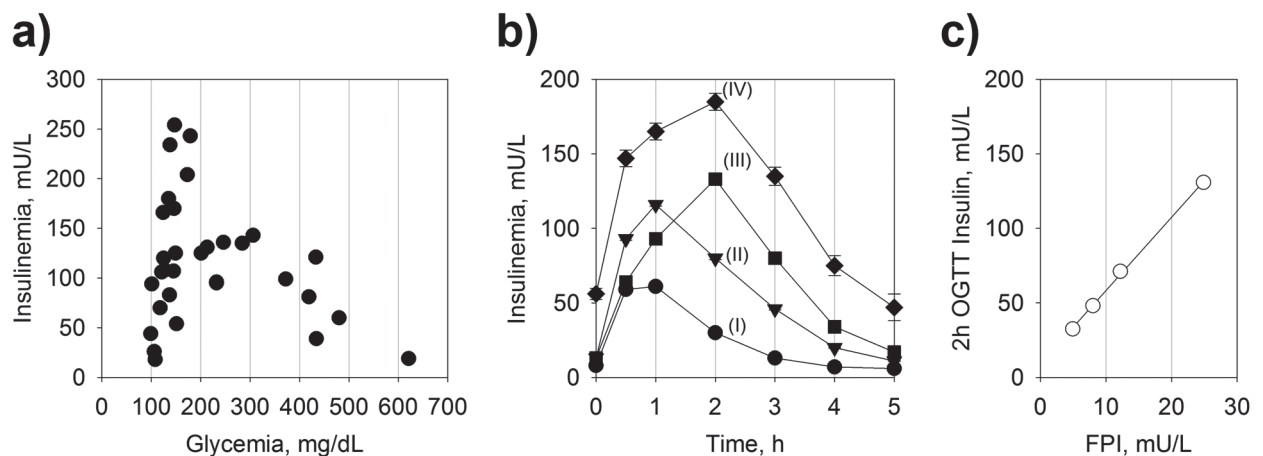 a)
Insulinemia, mU/L
300
250
200
150
100
50
0
0 100 200 300 400 500 600 700
Glycemia, mg/dL
b)
Insulinemia, mU/L
200
150
100
50
0
(IV)
(III)
(II)
(I)
0 1 2 3 4 5
Time, h
c)
2h OGTT Insulin, mU/L
200
150
100
50
0
0 10 20 30
FPI, mU/L